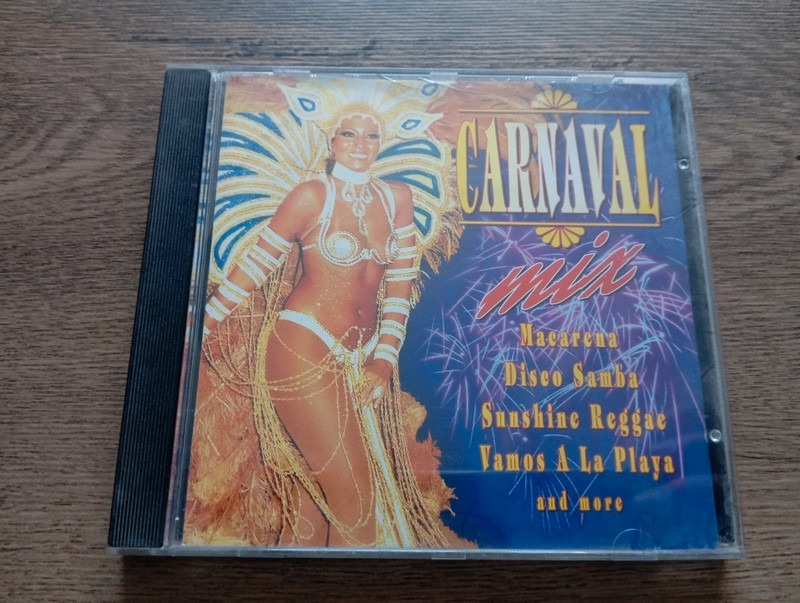 CARNAVAL
mix
Macarena
Disco Samba
Sunshine Reggae
Vamos A La Playa
and more